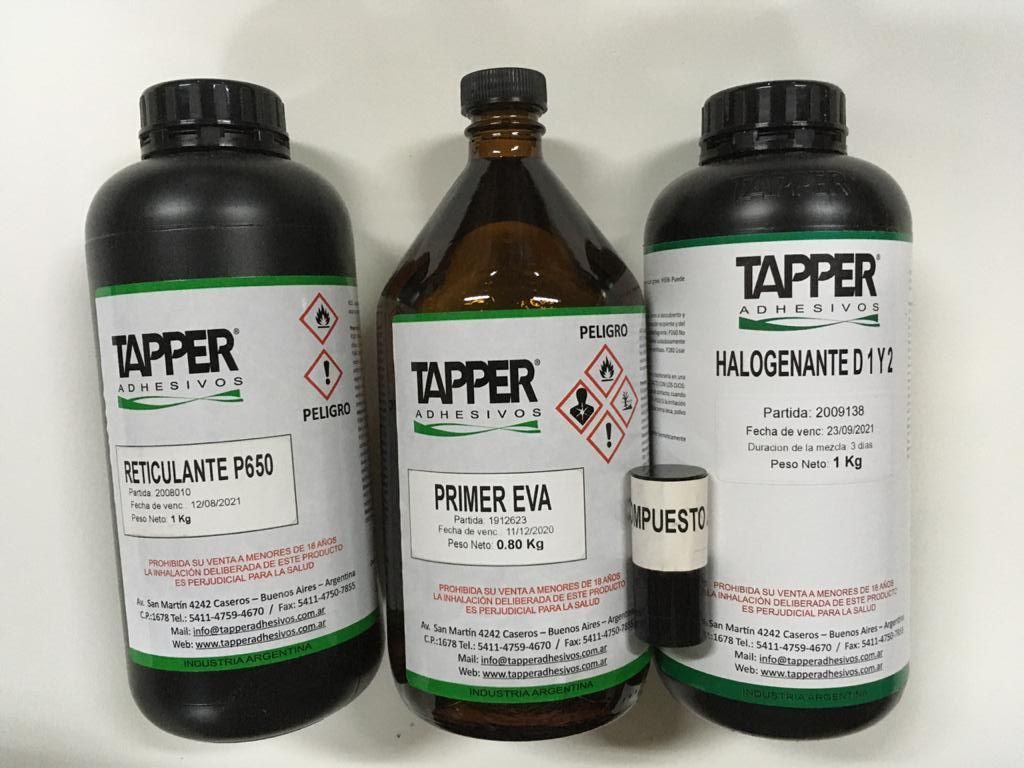 TAPPER®
ADHESIVOS
PELIGRO
RETICULANTE P650
Partida: 2008010
Fecha de venc: 12/08/2021
Peso Neto: 1 Kg
PROHIBIDA SU VENTA A MENORES DE 18 AÑOS
LA INHALACIÓN DELIBERADA DE ESTE PRODUCTO
ES PERJUDICIAL PARA LA SALUD
Av. San Martín 4242 Caseros – Buenos Aires – Argentina
C.P.:1678 Tel.: 5411-4759-4670 / Fax: 5411-4750-7855
Mail: info@tapperadhesivos.com.ar
Web: www.tapperadhesivos.com.ar
INDUSTRIA ARGENTINA
PELIGRO
TAPPER®
ADHESIVOS
PRIMER EVA
Partida: 1912623
Fecha de venc: 11/12/2020
Peso Neto: 0.80 Kg
PROHIBIDA SU VENTA A MENORES DE 18 AÑOS
LA INHALACIÓN DELIBERADA DE ESTE PRODUCTO
ES PERJUDICIAL PARA LA SALUD
Av. San Martín 4242 Caseros – Buenos Aires – Argentina
C.P.:1678 Tel.: 5411-4759-4670 / Fax: 5411-4750-7855
Mail: info@tapperadhesivos.com.ar
Web: www.tapperadhesivos.com.ar
INDUSTRIA ARGENTINA
OMPUESTO
TAPPER
TAPPER®
ADHESIVOS
HALOGENANTE D 1 Y 2
Partida: 2009138
Fecha de venc: 23/09/2021
Duracion de la mezcla: 3 dias
Peso Neto: 1 Kg
PROHIBIDA SU VENTA A MENORES DE 18 AÑOS
LA INHALACIÓN DELIBERADA DE ESTE PRODUCTO
ES PERJUDICIAL PARA LA SALUD
San Martín 4242 Caseros – Buenos Aires – Argentina
C.P.:1678 Tel.: 5411-4759-4670 / Fax: 5411-4750-7855
Mail: info@tapperadhesivos.com.ar
Web: www.tapperadhesivos.com.ar
INDUSTRIA ARGENTINA